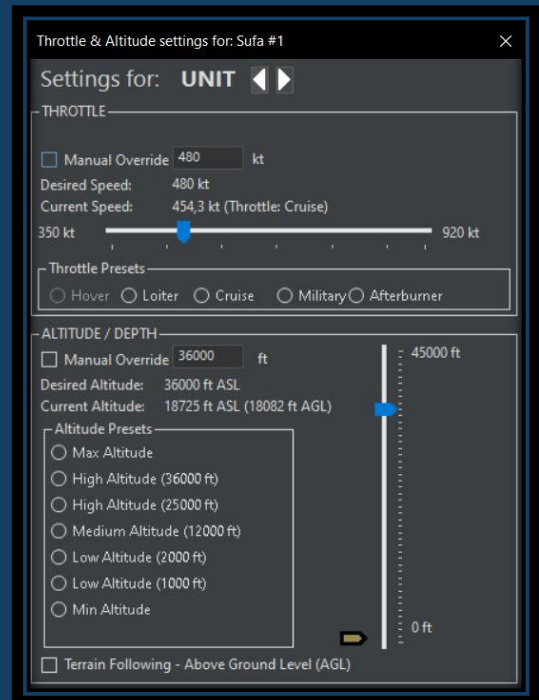 Throttle & Altitude settings for: Sufa #1
Settings for: UNIT
THROTTLE
Manual Override 480 kt
Desired Speed: 480 kt
Current Speed: 454,3 kt (Throttle: Cruise)
350 kt 920 kt
Throttle Presets
Hover Loiter Cruise Military Afterburner
ALTITUDE / DEPTH
Manual Override 36000 ft
45000 ft
Desired Altitude: 36000 ft ASL
Current Altitude: 18725 ft ASL (18082 ft AGL)
Altitude Presets
Max Altitude
High Altitude (36000 ft)
High Altitude (25000 ft)
Medium Altitude (12000 ft)
Low Altitude (2000 ft)
Low Altitude (1000 ft)
Min Altitude
0 ft
Terrain Following - Above Ground Level (AGL)